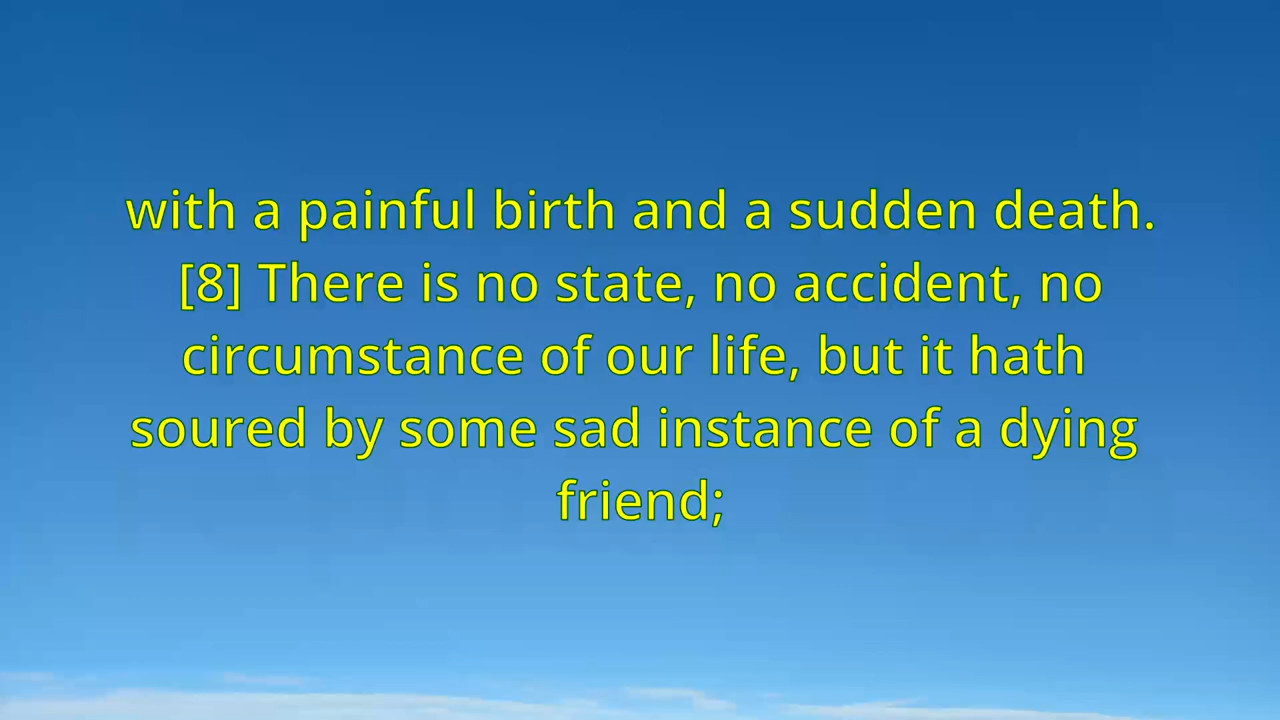 with a painful birth and a sudden death.
[8] There is no state, no accident, no
circumstance of our life, but it hath
soured by some sad instance of a dying
friend;